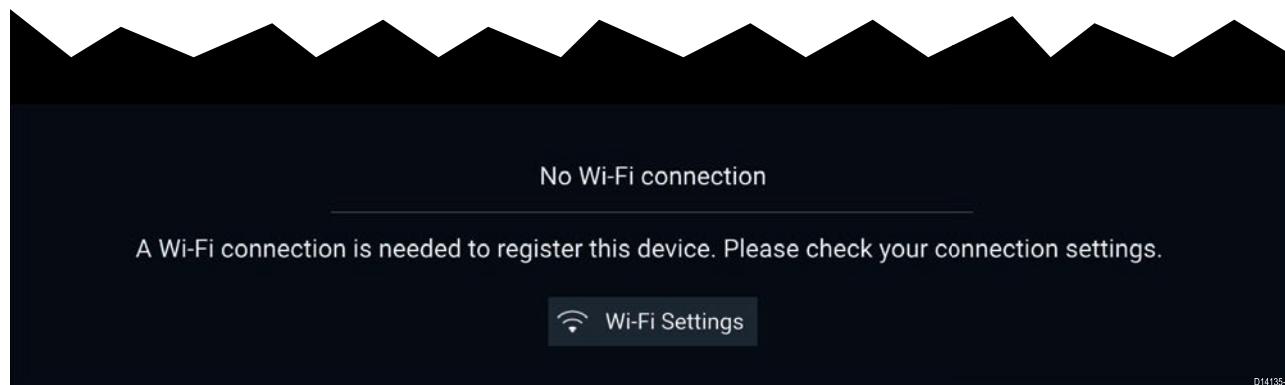 No Wi-Fi connection
A Wi-Fi connection is needed to register this device. Please check your connection settings.
Wi-Fi Settings
D14135